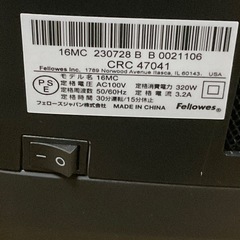 16MC 230728 B B 0021106
Fellowes Inc. 1789 Norwood Avenue Itasca, IL 60143. USA
CRC 47041
PSE
モデル名 16MC
定格電圧 AC100V 定格消費電力 320W
定格周波数 50/60Hz 定格電流 3.2A
定格時間 30分運転/15分休止
フェローズジャパン株式会社 Fellowes